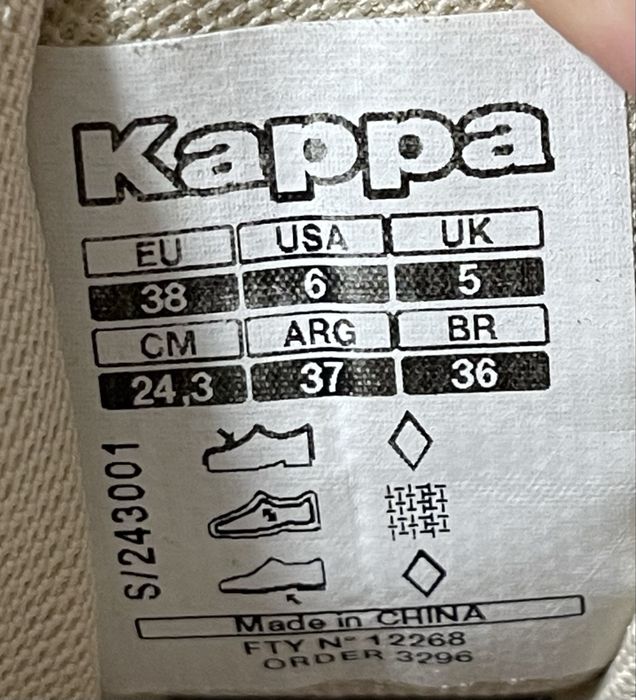 Kappa
EU USA UK
38 6 5
CM ARG BR
24,3 37 36
S/243001
Made in CHINA
FTY N° 12268
ORDER 3296